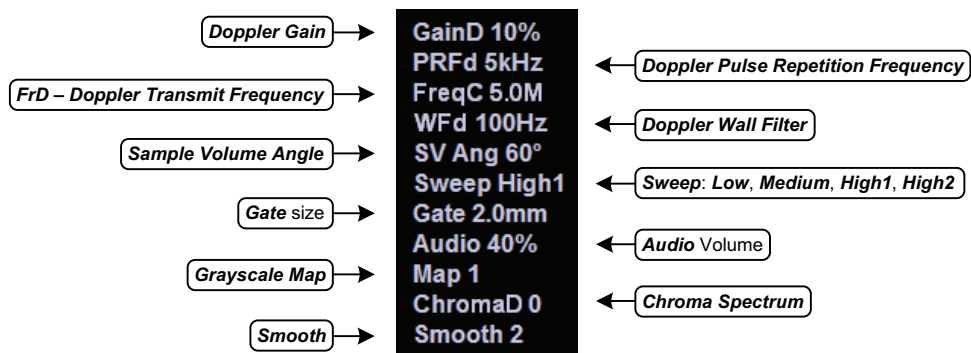 Doppler Gain
GainD 10%
PRFd 5kHz
Doppler Pulse Repetition Frequency
FrD – Doppler Transmit Frequency
FreqC 5.0M
WFd 100Hz
Doppler Wall Filter
Sample Volume Angle
SV Ang 60°
Sweep High1
Sweep: Low, Medium, High1, High2
Gate size
Gate 2.0mm
Audio 40%
Audio Volume
Grayscale Map
Map 1
ChromaD 0
Chroma Spectrum
Smooth
Smooth 2